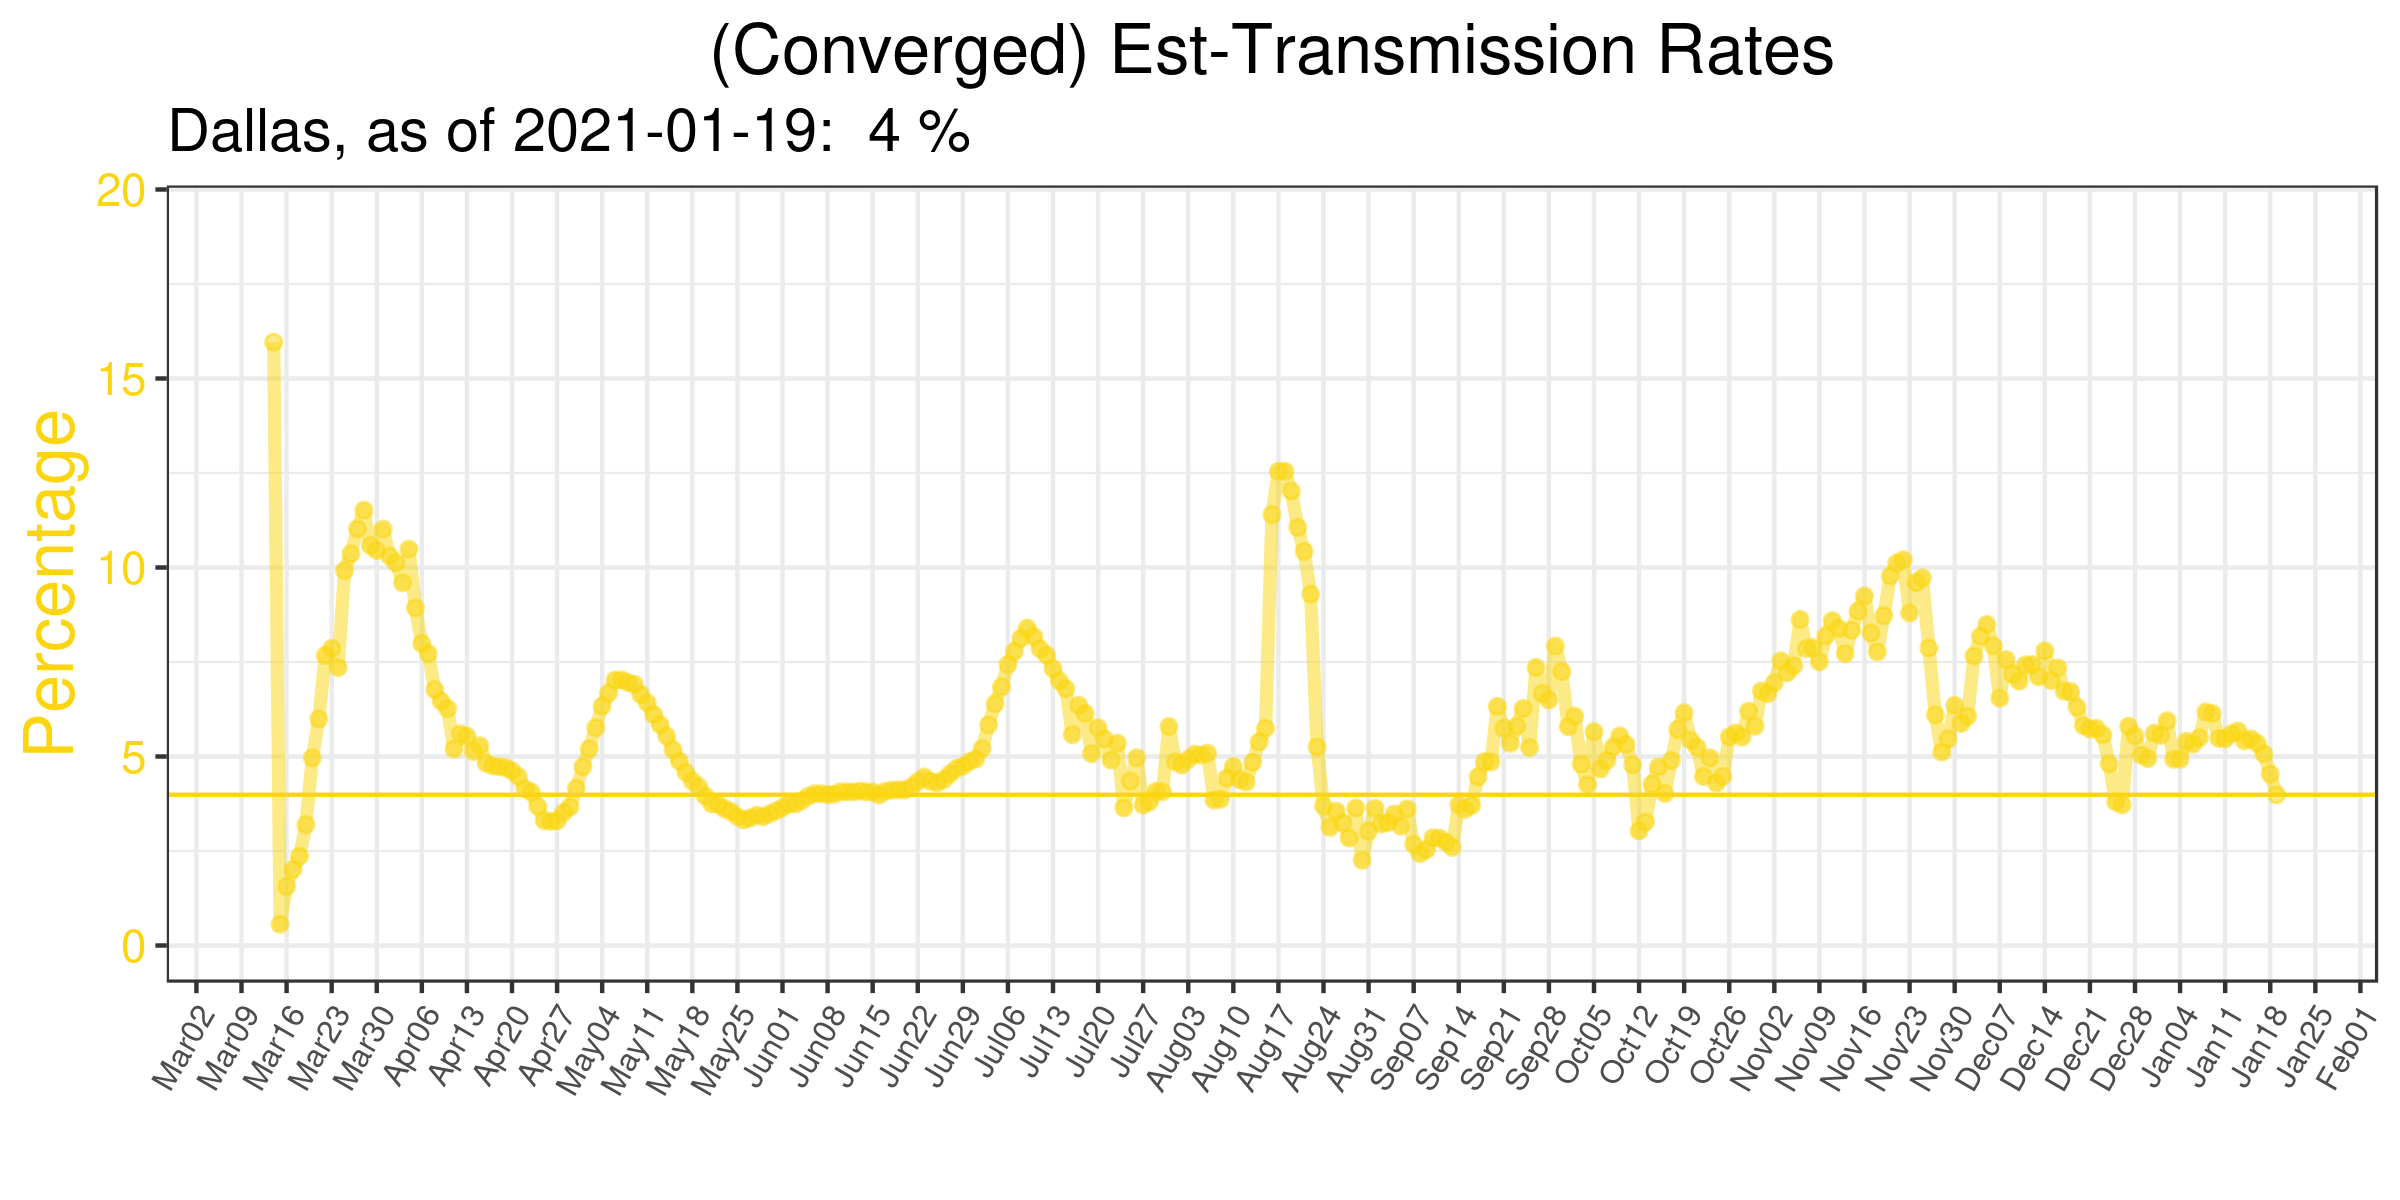 (Converged) Est-Transmission Rates
Dallas, as of 2021-01-19:  4 %
Percentage
20
15
10
5
0
Mar02 Mar09 Mar16 Mar23 Mar30 Apr06 Apr13 Apr20 Apr27 May04 May11 May18 May25 Jun01 Jun08 Jun15 Jun22 Jun29 Jul06 Jul13 Jul20 Jul27 Aug03 Aug10 Aug17 Aug24 Aug31 Sep07 Sep14 Sep21 Sep28 Oct05 Oct12 Oct19 Oct26 Nov02 Nov09 Nov16 Nov23 Nov30 Dec07 Dec14 Dec21 Dec28 Jan04 Jan11 Jan18 Jan25 Feb01